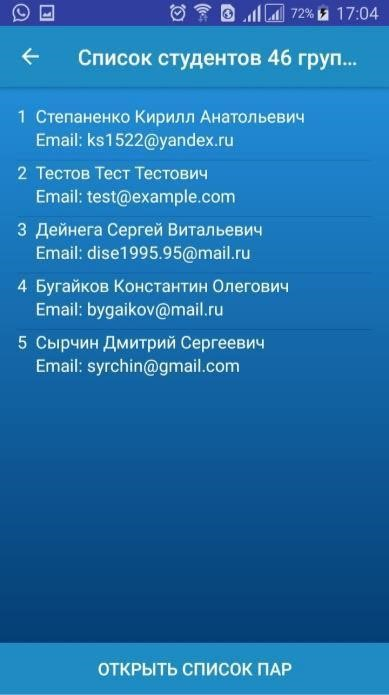 72% 17:04
Список студентов 46 груп...
1 Степаненко Кирилл Анатольевич
Email: ks1522@yandex.ru
2 Тестов Тест Тестович
Email: test@example.com
3 Дейнега Сергей Витальевич
Email: dise1995.95@mail.ru
4 Бугайков Константин Олегович
Email: bygaikov@mail.ru
5 Сырчин Дмитрий Сергеевич
Email: syrchin@gmail.com
ОТКРЫТЬ СПИСОК ПАР